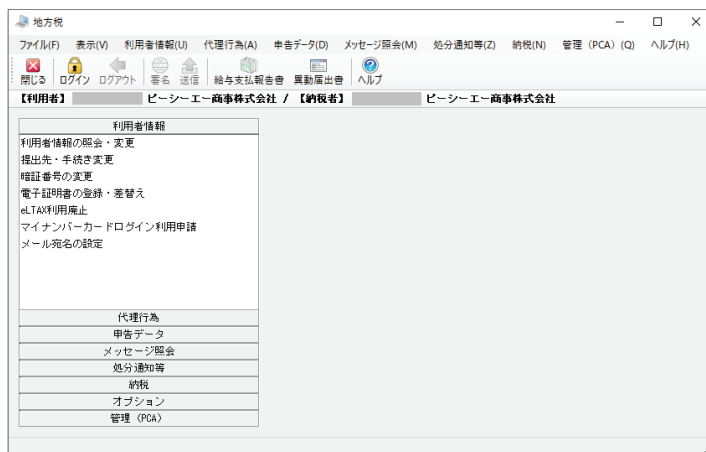 地方税
ファイル(F) 表示(V) 利用者情報(U) 代理行為(A) 申告データ(D) メッセージ照会(M) 処分通知等(Z) 納税(N) 管理（PCA）(Q) ヘルプ(H)
閉じる ログイン ログアウト 署名 送信 給与支払報告書 異動届出書 ヘルプ
【利用者】 ピーシーエー商事株式会社 / 【納税者】 ピーシーエー商事株式会社
利用者情報
利用者情報の照会・変更
提出先・手続き変更
暗証番号の変更
電子証明書の登録・差替え
eLTAX利用廃止
マイナンバーカードログイン利用申請
メール宛名の設定
代理行為
申告データ
メッセージ照会
処分通知等
納税
オプション
管理（PCA）